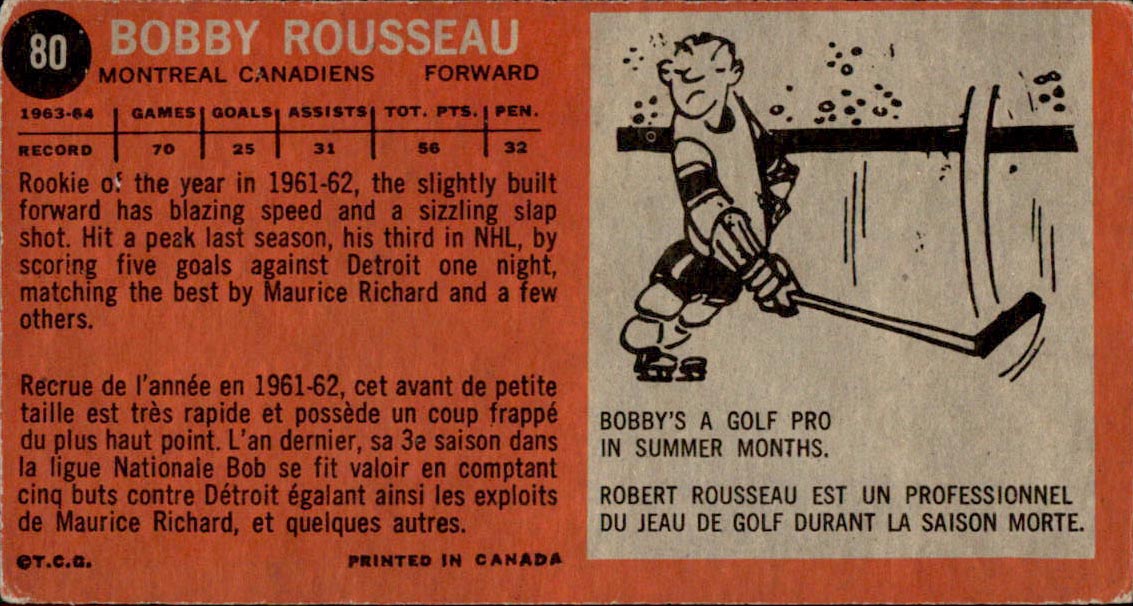 80
BOBBY ROUSSEAU
MONTREAL CANADIENS FORWARD
1963-64 GAMES GOALS ASSISTS TOT. PTS. PEN.
RECORD 70 25 31 56 32
Rookie of the year in 1961-62, the slightly built
forward has blazing speed and a sizzling slap
shot. Hit a peak last season, his third in NHL, by
scoring five goals against Detroit one night,
matching the best by Maurice Richard and a few
others.
Recrue de l'année en 1961-62, cet avant de petite
taille est très rapide et possède un coup frappé
du plus haut point. L'an dernier, sa 3e saison dans
la ligue Nationale Bob se fit valoir en comptant
cinq buts contre Détroit égalant ainsi les exploits
de Maurice Richard, et quelques autres.
©T.C.G. PRINTED IN CANADA
BOBBY'S A GOLF PRO
IN SUMMER MONTHS.
ROBERT ROUSSEAU EST UN PROFESSIONNEL
DU JEAU DE GOLF DURANT LA SAISON MORTE.